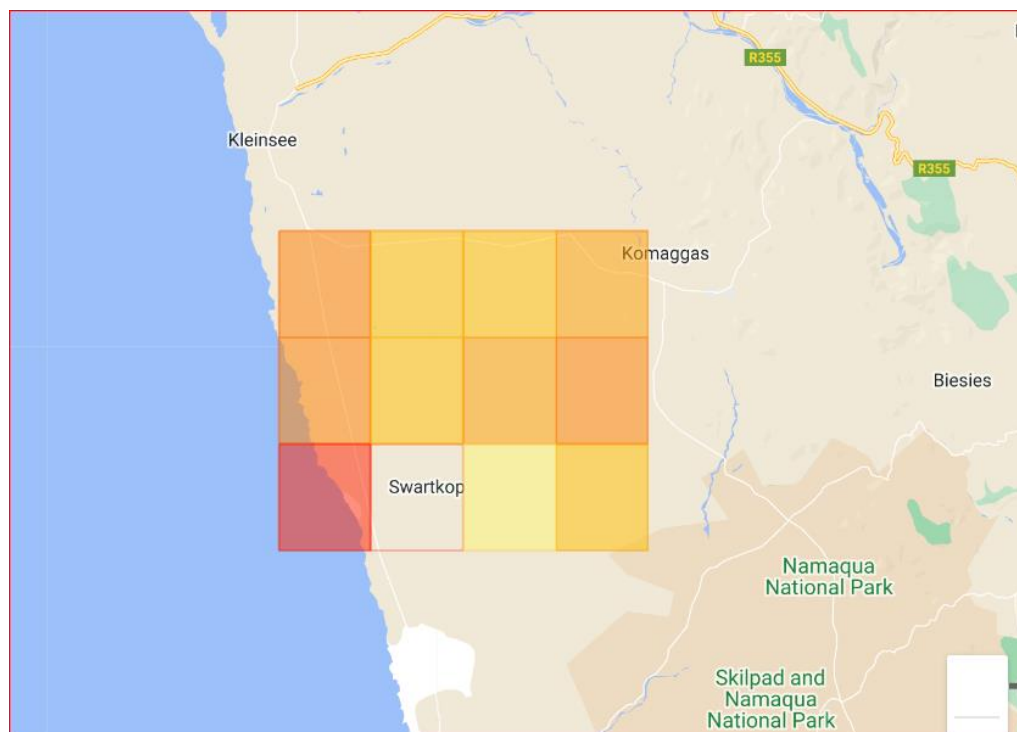 R355
Kleinsee
R355
Komaggas
Biesies
Swartkop
Namaqua
National Park
Skilpad and
Namaqua
National Park